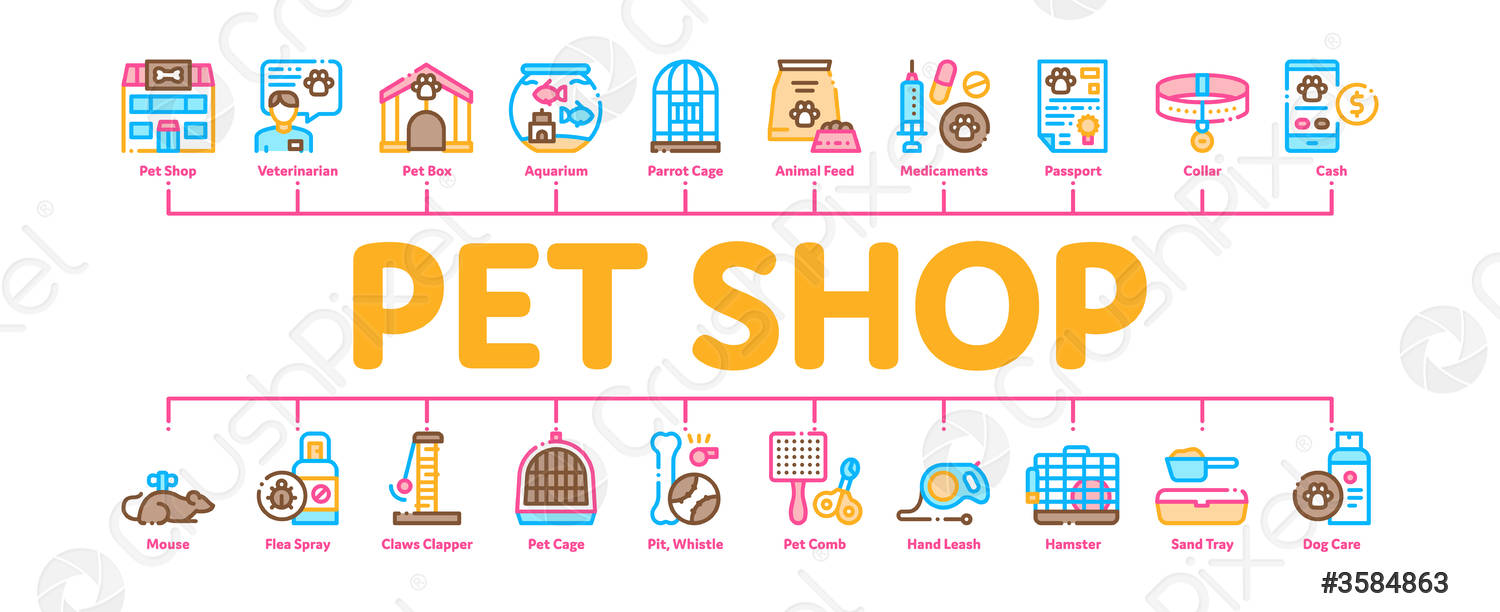 Pet Shop Veterinarian Pet Box Aquarium Parrot Cage Animal Feed Medicaments Passport Collar Cash
PET SHOP
Mouse Flea Spray Claws Clapper Pet Cage Pit, Whistle Pet Comb Hand Leash Hamster Sand Tray Dog Care
#3584863
crushpixel